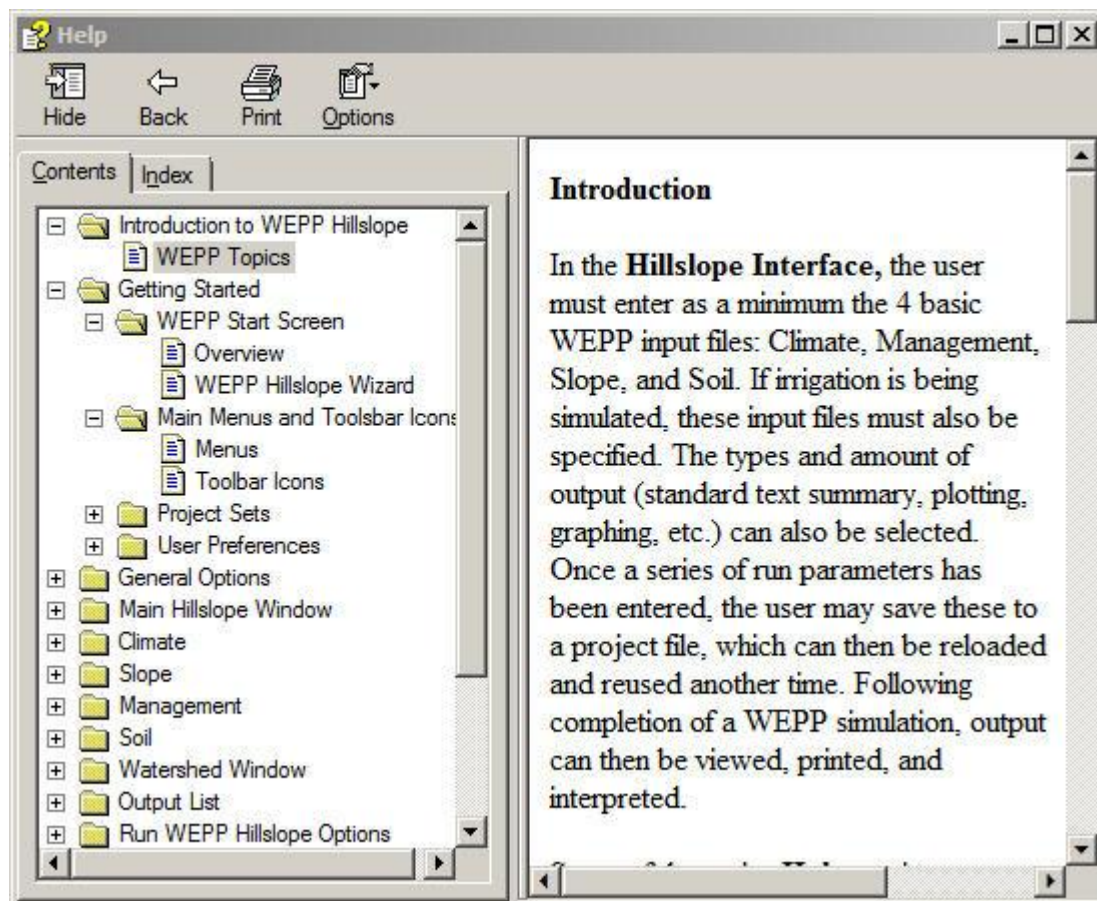 Help
Hide Back Print Options
Contents Index
Introduction to WEPP Hillslope
WEPP Topics
Getting Started
WEPP Start Screen
Overview
WEPP Hillslope Wizard
Main Menus and Toolsbar Icons
Menus
Toolbar Icons
Project Sets
User Preferences
General Options
Main Hillslope Window
Climate
Slope
Management
Soil
Watershed Window
Output List
Run WEPP Hillslope Options
Introduction
In the Hillslope Interface, the user
must enter as a minimum the 4 basic
WEPP input files: Climate, Management,
Slope, and Soil. If irrigation is being
simulated, these input files must also be
specified. The types and amount of
output (standard text summary, plotting,
graphing, etc.) can also be selected.
Once a series of run parameters has
been entered, the user may save these to
a project file, which can then be reloaded
and reused another time. Following
completion of a WEPP simulation, output
can then be viewed, printed, and
interpreted.